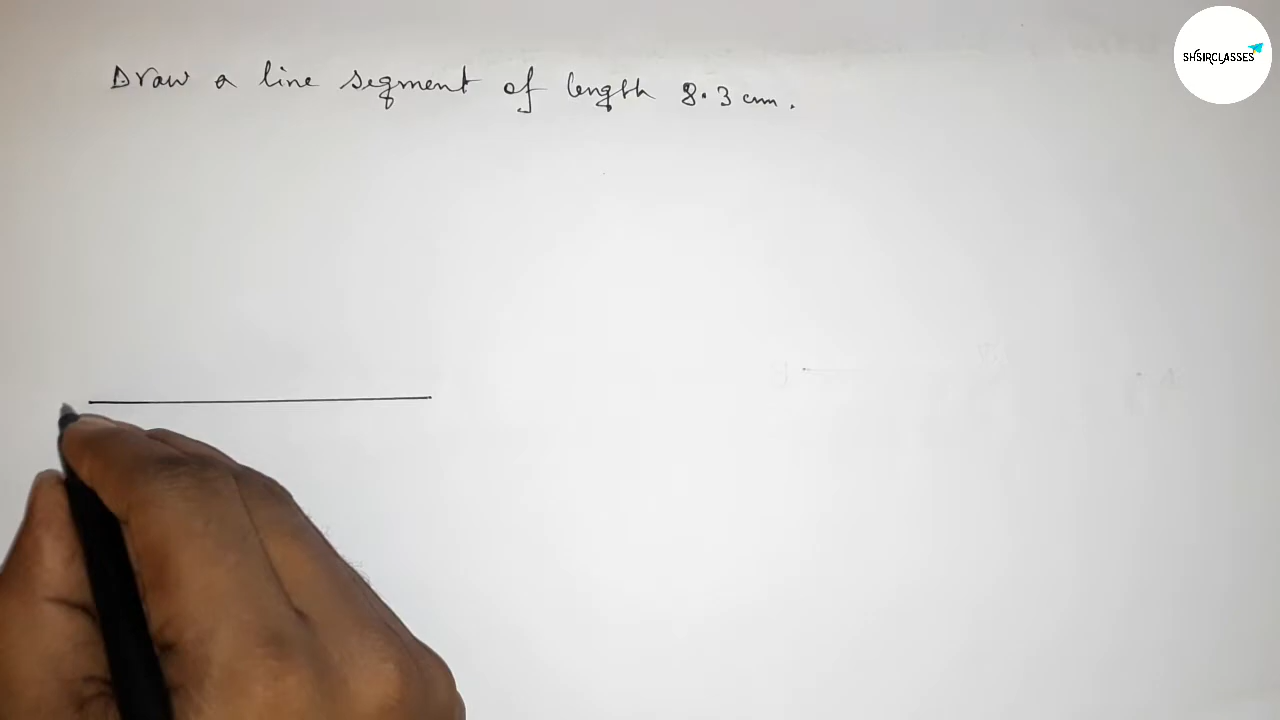 Draw a line segment of length 8.3 cm.
SHSIRCLASSES